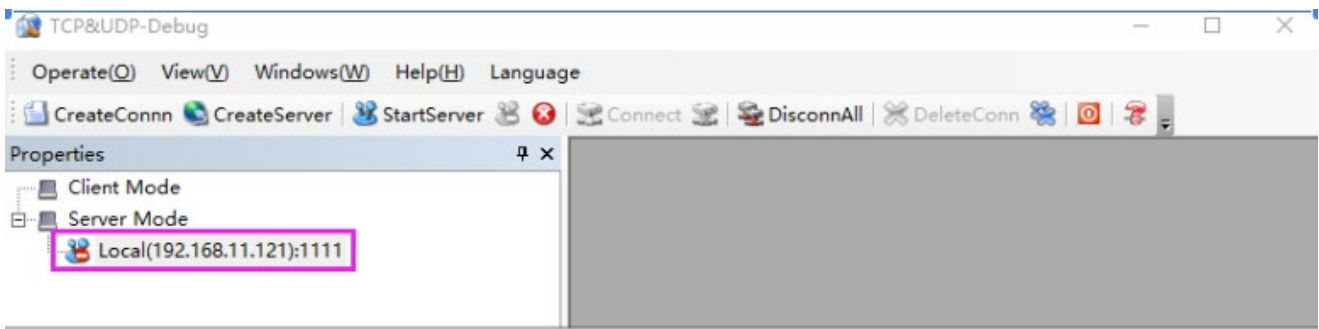 TCP&UDP-Debug
Operate(O) View(V) Windows(W) Help(H) Language
CreateConnn CreateServer StartServer Connect DisconnAll DeleteConn
Properties
Client Mode
Server Mode
Local(192.168.11.121):1111